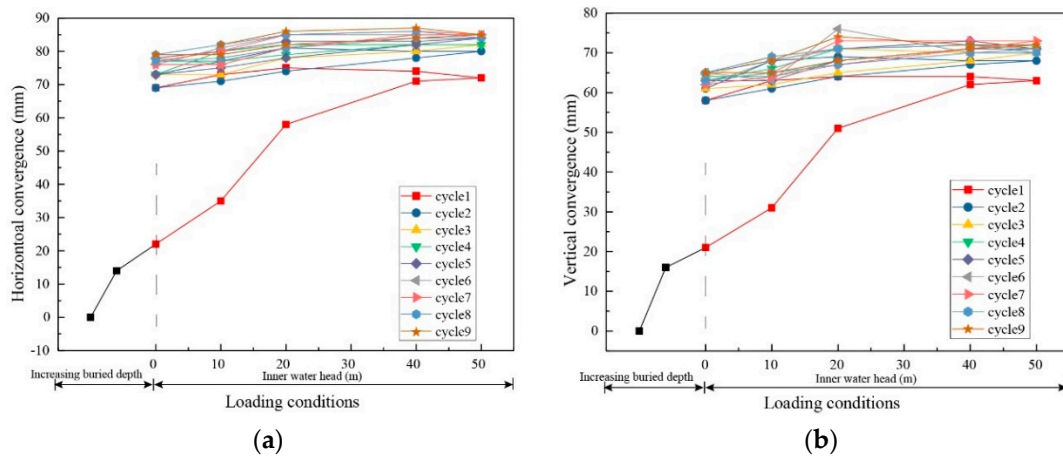 90
80
70
60
50
40
30
20
10
0
-10
Horizontoal convergence (mm)
cycle1
cycle2
cycle3
cycle4
cycle5
cycle6
cycle7
cycle8
cycle9
0 10 20 30 40 50
Increasing buried depth Inner water head (m)
Loading conditions
(a)
80
70
60
50
40
30
20
10
0
Vertical convergence (mm)
cycle1
cycle2
cycle3
cycle4
cycle5
cycle6
cycle7
cycle8
cycle9
0 10 20 30 40 50
Increasing buried depth Inner water head (m)
Loading conditions
(b)